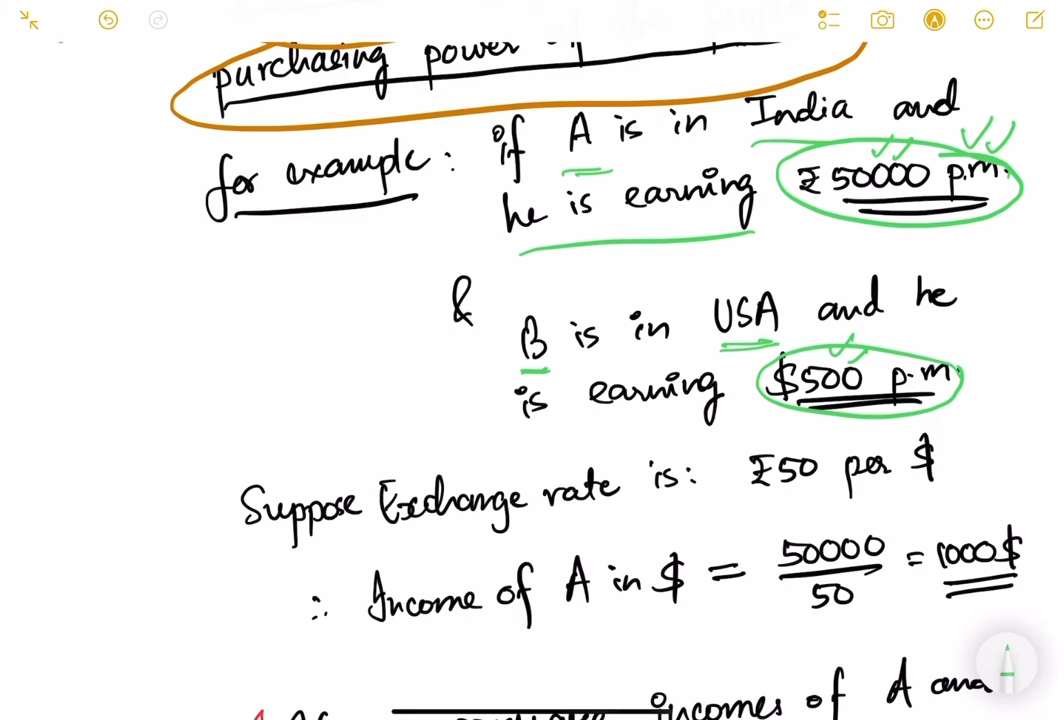 purchasing power
for example : if A is in India and
he is earning ₹ 50000 p.m.
&
B is in USA and he
is earning $500 p.m.
Suppose Exchange rate is: ₹50 per $
∴ Income of A in $ = 50000/50 = 1000$
incomes of A and